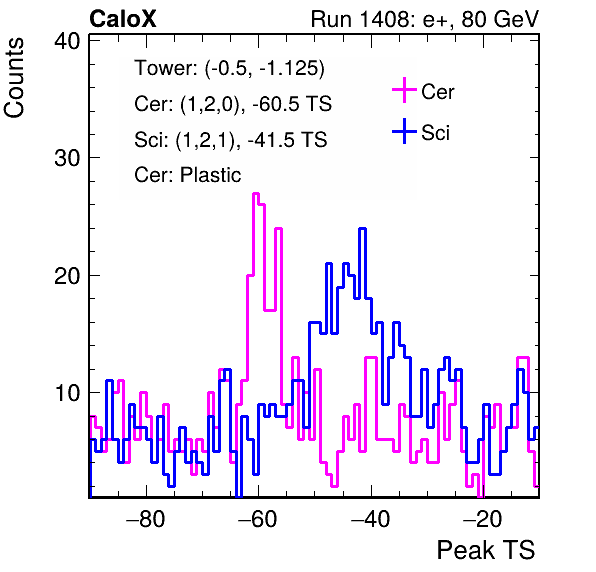 CaloX Run 1408: e+, 80 GeV
Counts
40
30
20
10
Tower: (-0.5, -1.125)
Cer: (1,2,0), -60.5 TS
Sci: (1,2,1), -41.5 TS
Cer: Plastic
Cer
Sci
−80 −60 −40 −20
Peak TS